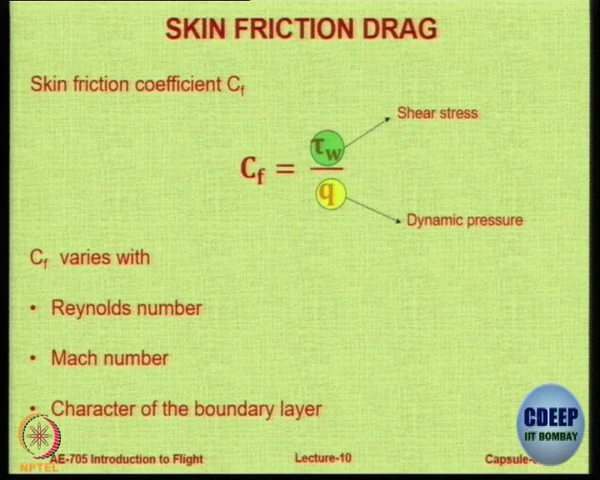 SKIN FRICTION DRAG
Skin friction coefficient Cf
Shear stress
Cf = τw / q
Dynamic pressure
Cf varies with
• Reynolds number
• Mach number
• Character of the boundary layer
CDEEP
IIT BOMBAY
NPTEL
AE-705 Introduction to Flight
Lecture-10